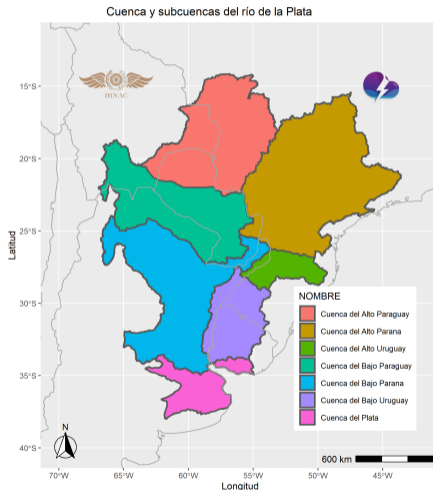 Cuenca y subcuencas del río de la Plata
DINAC
15°S
20°S
25°S
30°S
35°S
40°S
Latitud
NOMBRE
Cuenca del Alto Paraguay
Cuenca del Alto Parana
Cuenca del Alto Uruguay
Cuenca del Bajo Paraguay
Cuenca del Bajo Parana
Cuenca del Bajo Uruguay
Cuenca del Plata
N
600 km
70°W
65°W
60°W
55°W
50°W
45°W
Longitud